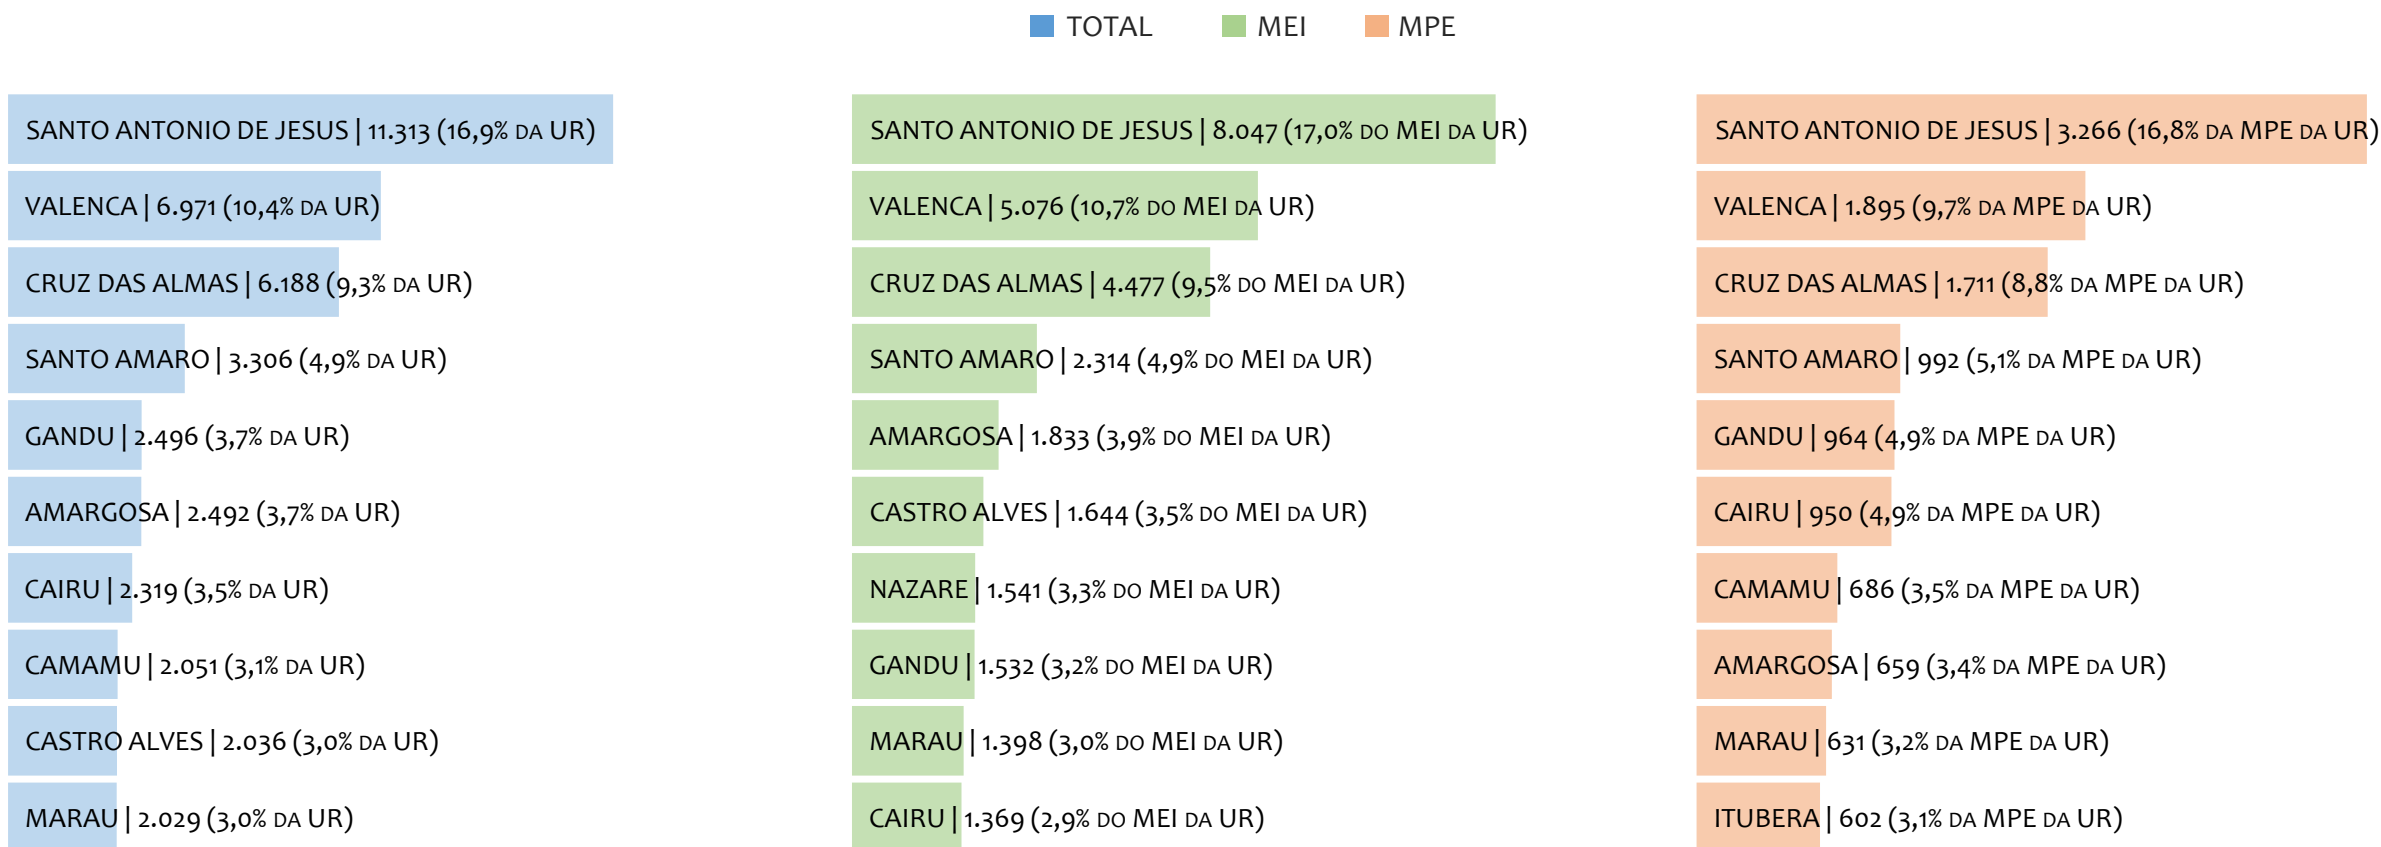 TOTAL MEI MPE
SANTO ANTONIO DE JESUS | 11.313 (16,9% DA UR)
VALENCA | 6.971 (10,4% DA UR)
CRUZ DAS ALMAS | 6.188 (9,3% DA UR)
SANTO AMARO | 3.306 (4,9% DA UR)
GANDU | 2.496 (3,7% DA UR)
AMARGOSA | 2.492 (3,7% DA UR)
CAIRU | 2.319 (3,5% DA UR)
CAMAMU | 2.051 (3,1% DA UR)
CASTRO ALVES | 2.036 (3,0% DA UR)
MARAU | 2.029 (3,0% DA UR)
SANTO ANTONIO DE JESUS | 8.047 (17,0% DO MEI DA UR)
VALENCA | 5.076 (10,7% DO MEI DA UR)
CRUZ DAS ALMAS | 4.477 (9,5% DO MEI DA UR)
SANTO AMARO | 2.314 (4,9% DO MEI DA UR)
AMARGOSA | 1.833 (3,9% DO MEI DA UR)
CASTRO ALVES | 1.644 (3,5% DO MEI DA UR)
NAZARE | 1.541 (3,3% DO MEI DA UR)
GANDU | 1.532 (3,2% DO MEI DA UR)
MARAU | 1.398 (3,0% DO MEI DA UR)
CAIRU | 1.369 (2,9% DO MEI DA UR)
SANTO ANTONIO DE JESUS | 3.266 (16,8% DA MPE DA UR)
VALENCA | 1.895 (9,7% DA MPE DA UR)
CRUZ DAS ALMAS | 1.711 (8,8% DA MPE DA UR)
SANTO AMARO | 992 (5,1% DA MPE DA UR)
GANDU | 964 (4,9% DA MPE DA UR)
CAIRU | 950 (4,9% DA MPE DA UR)
CAMAMU | 686 (3,5% DA MPE DA UR)
AMARGOSA | 659 (3,4% DA MPE DA UR)
MARAU | 631 (3,2% DA MPE DA UR)
ITUBERA | 602 (3,1% DA MPE DA UR)